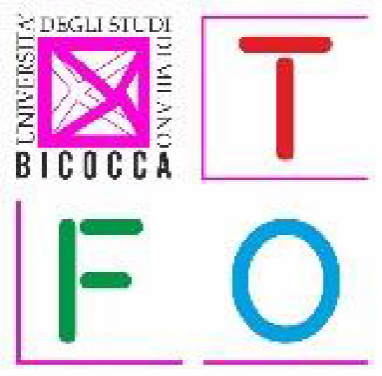 UNIVERSITA' DEGLI STUDI DI MILANO
BICOCCA
T
F O